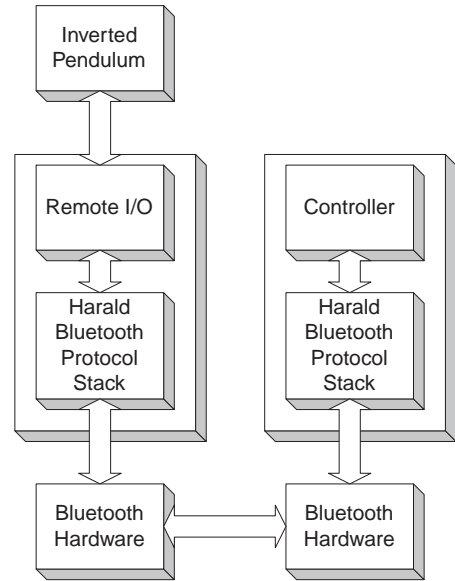 Inverted
Pendulum
Remote I/O
Controller
Harald
Bluetooth
Protocol
Stack
Harald
Bluetooth
Protocol
Stack
Bluetooth
Hardware
Bluetooth
Hardware